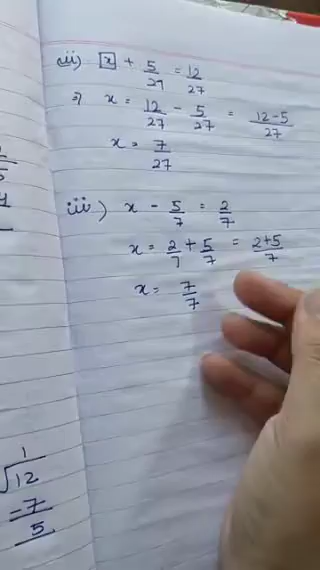 ii) x + 5/27 = 12/27
⇒ x = 12/27 - 5/27 = 12-5/27
x = 7/27
iii) x - 5/7 = 2/7
x = 2/7 + 5/7 = 2+5/7
x = 7/7
1
√12
-7
5